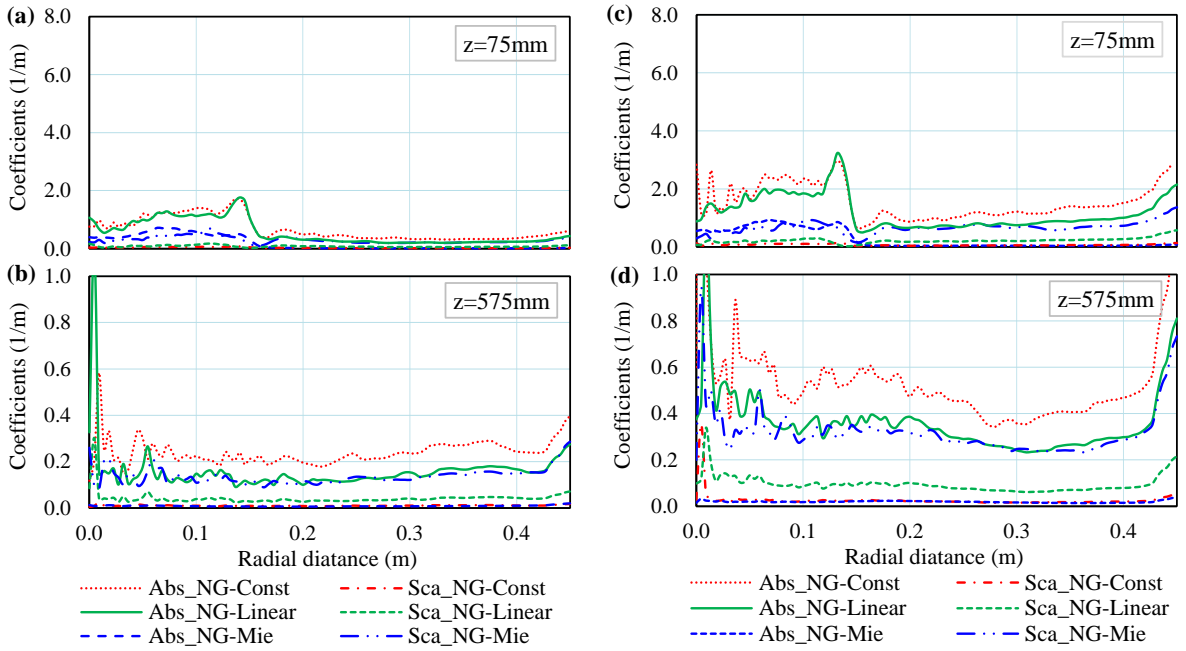 (a)
8.0
6.0
4.0
2.0
0.0
Coefficients (1/m)
z=75mm
(b)
1.0
0.8
0.6
0.4
0.2
0.0
Coefficients (1/m)
z=575mm
0.0 0.1 0.2 0.3 0.4
Radial diatance (m)
Abs_NG-Const Sca_NG-Const
Abs_NG-Linear Sca_NG-Linear
Abs_NG-Mie Sca_NG-Mie
(c)
8.0
6.0
4.0
2.0
0.0
Coefficients (1/m)
z=75mm
(d)
1.0
0.8
0.6
0.4
0.2
0.0
Coefficients (1/m)
z=575mm
0.0 0.1 0.2 0.3 0.4
Radial diatance (m)
Abs_NG-Const Sca_NG-Const
Abs_NG-Linear Sca_NG-Linear
Abs_NG-Mie Sca_NG-Mie